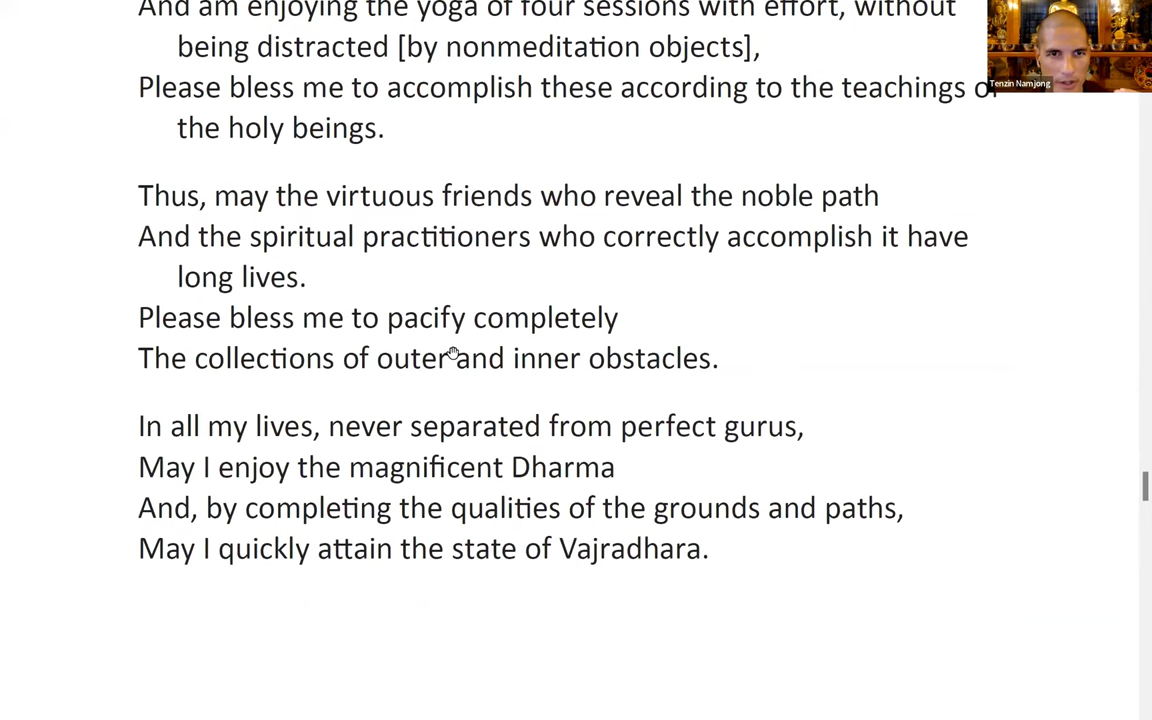 And am enjoying the yoga of four sessions with effort, without
being distracted [by nonmeditation objects],
Please bless me to accomplish these according to the teachings of
the holy beings.
Thus, may the virtuous friends who reveal the noble path
And the spiritual practitioners who correctly accomplish it have
long lives.
Please bless me to pacify completely
The collections of outer and inner obstacles.
In all my lives, never separated from perfect gurus,
May I enjoy the magnificent Dharma
And, by completing the qualities of the grounds and paths,
May I quickly attain the state of Vajradhara.
Tenzin Namjong